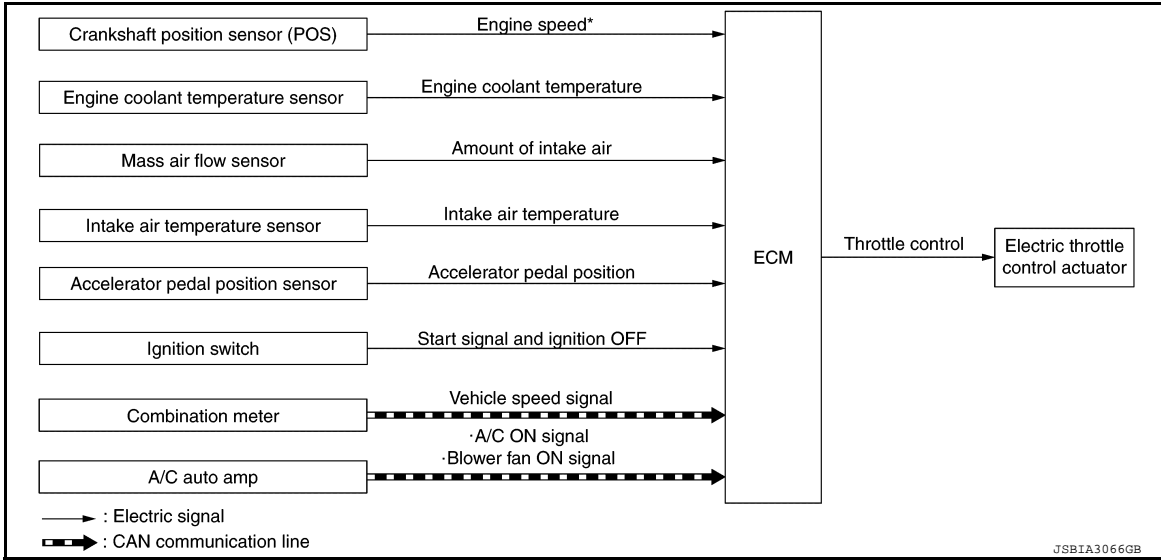 Crankshaft position sensor (POS)
Engine speed*
Engine coolant temperature sensor
Engine coolant temperature
Mass air flow sensor
Amount of intake air
Intake air temperature sensor
Intake air temperature
Accelerator pedal position sensor
Accelerator pedal position
Ignition switch
Start signal and ignition OFF
Combination meter
Vehicle speed signal
A/C auto amp
·A/C ON signal
·Blower fan ON signal
ECM
Throttle control
Electric throttle
control actuator
: Electric signal
: CAN communication line
JSBIA3066GB